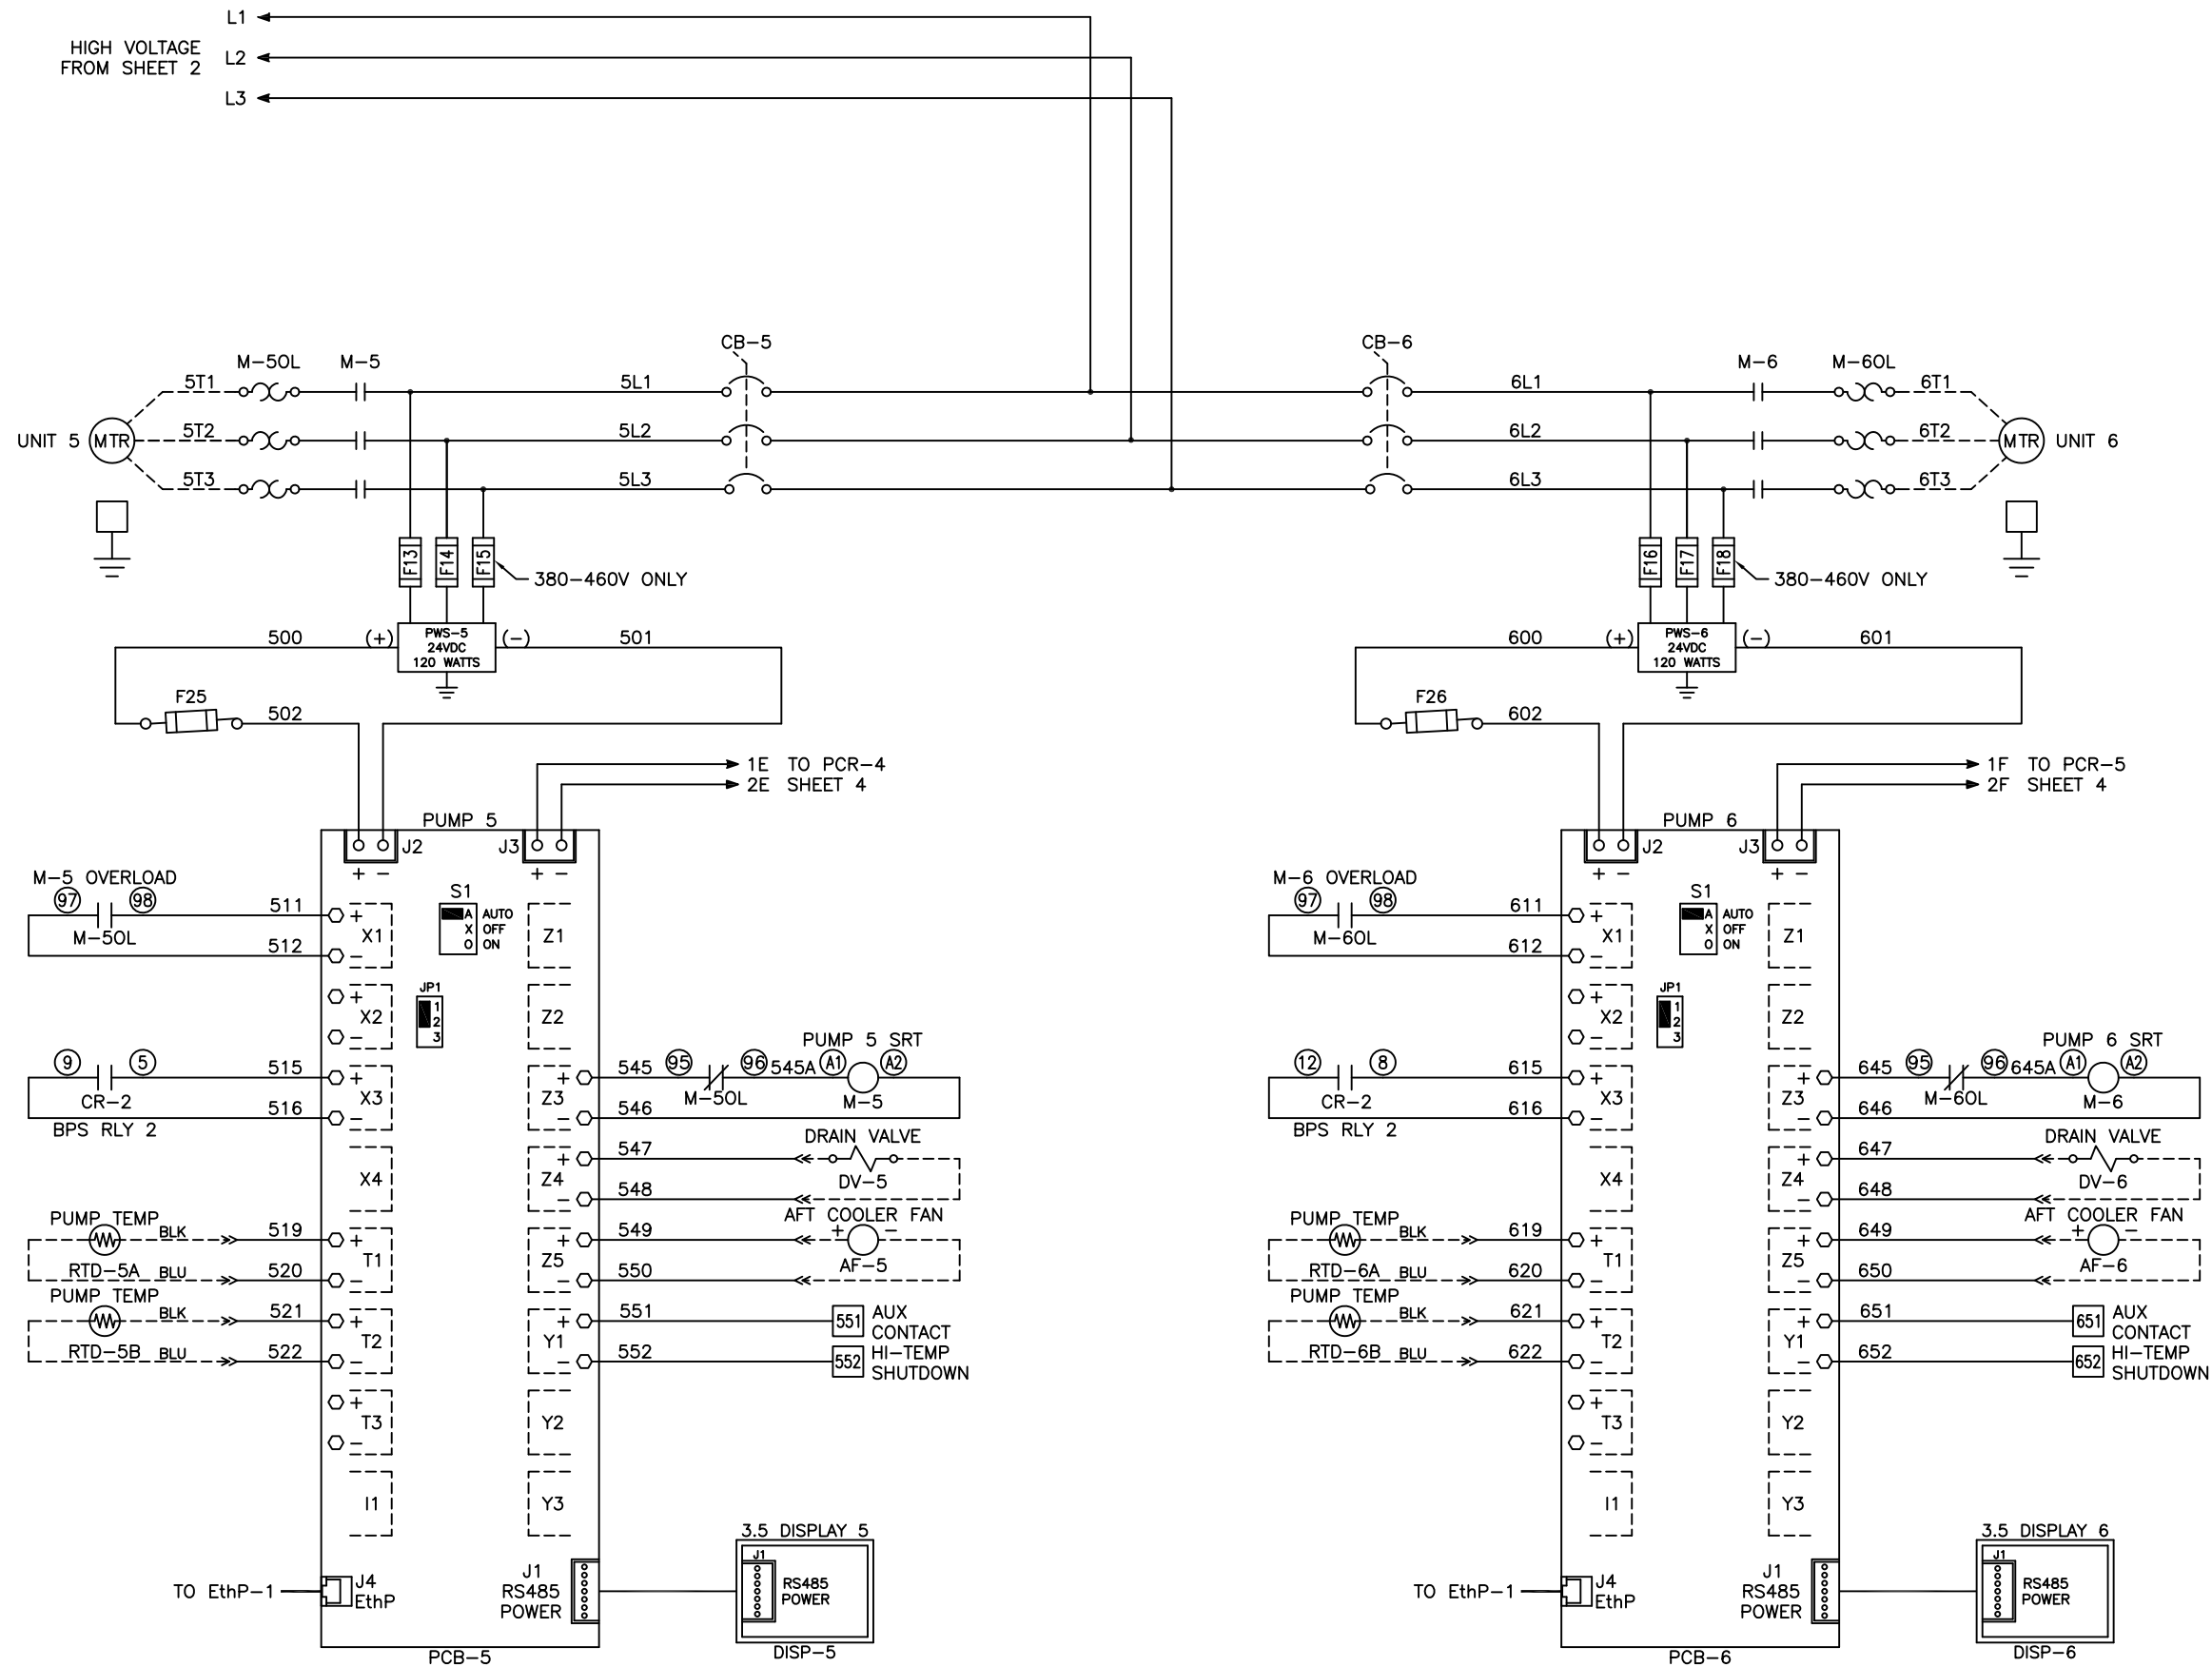 L1
HIGH VOLTAGE
FROM SHEET 2
L2
L3
CB-5
CB-6
M-5OL
M-5
M-6
M-6OL
5T1
5L1
6L1
6T1
UNIT 5
MTR
5T2
5L2
6L2
6T2
MTR
UNIT 6
5T3
5L3
6L3
6T3
F13
F14
F15
380-460V ONLY
F16
F17
F18
380-460V ONLY
500
(+)
PWS-5
24VDC
120 WATTS
(-)
501
600
(+)
PWS-6
24VDC
120 WATTS
(-)
601
F25
502
F26
602
1E TO PCR-4
2E SHEET 4
1F TO PCR-5
2F SHEET 4
PUMP 5
J2
J3
+ -
+ -
M-5 OVERLOAD
97
98
511
M-5OL
512
+
X1
-
S1
A AUTO
X OFF
O ON
Z1
+
X2
-
JP1
1
2
3
Z2
9
5
515
CR-2
516
BPS RLY 2
+
X3
-
+
Z3
-
PUMP 5 SRT
545
95
96
545A
A1
A2
M-5OL
M-5
546
X4
+
Z4
-
547
DRAIN VALVE
DV-5
548
PUMP TEMP
BLK
519
RTD-5A
BLU
520
+
T1
-
+
Z5
-
549
AFT COOLER FAN
+
-
AF-5
550
PUMP TEMP
BLK
521
RTD-5B
BLU
522
+
T2
-
+
Y1
-
551
551
AUX
CONTACT
552
552
HI-TEMP
SHUTDOWN
+
T3
-
Y2
I1
Y3
TO EthP-1
J4
EthP
J1
RS485
POWER
3.5 DISPLAY 5
J1
RS485
POWER
DISP-5
PCB-5
PUMP 6
J2
J3
+ -
+ -
M-6 OVERLOAD
97
98
611
M-6OL
612
+
X1
-
S1
A AUTO
X OFF
O ON
Z1
+
X2
-
JP1
1
2
3
Z2
12
8
615
CR-2
616
BPS RLY 2
+
X3
-
+
Z3
-
PUMP 6 SRT
645
95
96
645A
A1
A2
M-6OL
M-6
646
X4
+
Z4
-
647
DRAIN VALVE
DV-6
648
PUMP TEMP
BLK
619
RTD-6A
BLU
620
+
T1
-
+
Z5
-
649
AFT COOLER FAN
+
-
AF-6
650
PUMP TEMP
BLK
621
RTD-6B
BLU
622
+
T2
-
+
Y1
-
651
651
AUX
CONTACT
652
652
HI-TEMP
SHUTDOWN
+
T3
-
Y2
I1
Y3
TO EthP-1
J4
EthP
J1
RS485
POWER
3.5 DISPLAY 6
J1
RS485
POWER
DISP-6
PCB-6